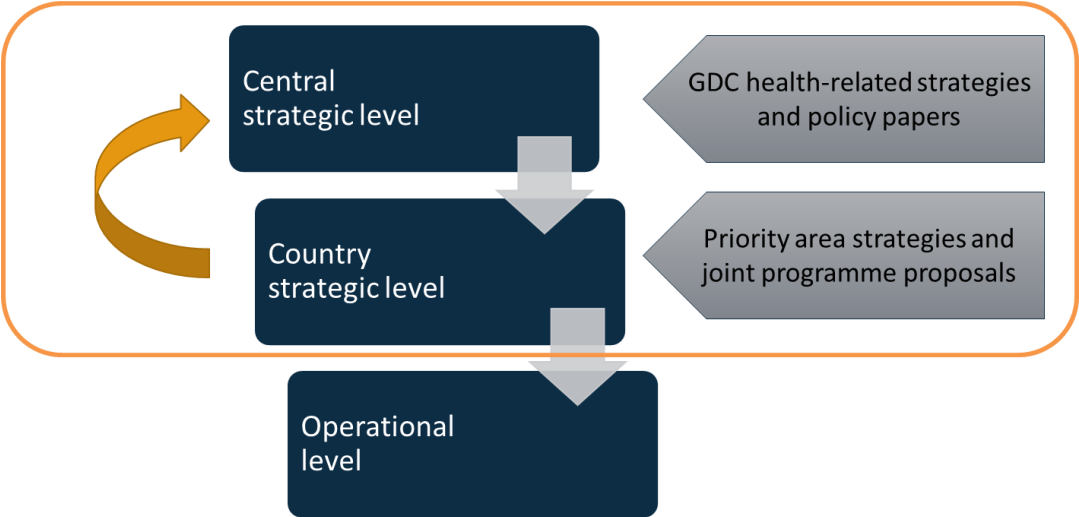 Central
strategic level
GDC health-related strategies
and policy papers
Country
strategic level
Priority area strategies and
joint programme proposals
Operational
level